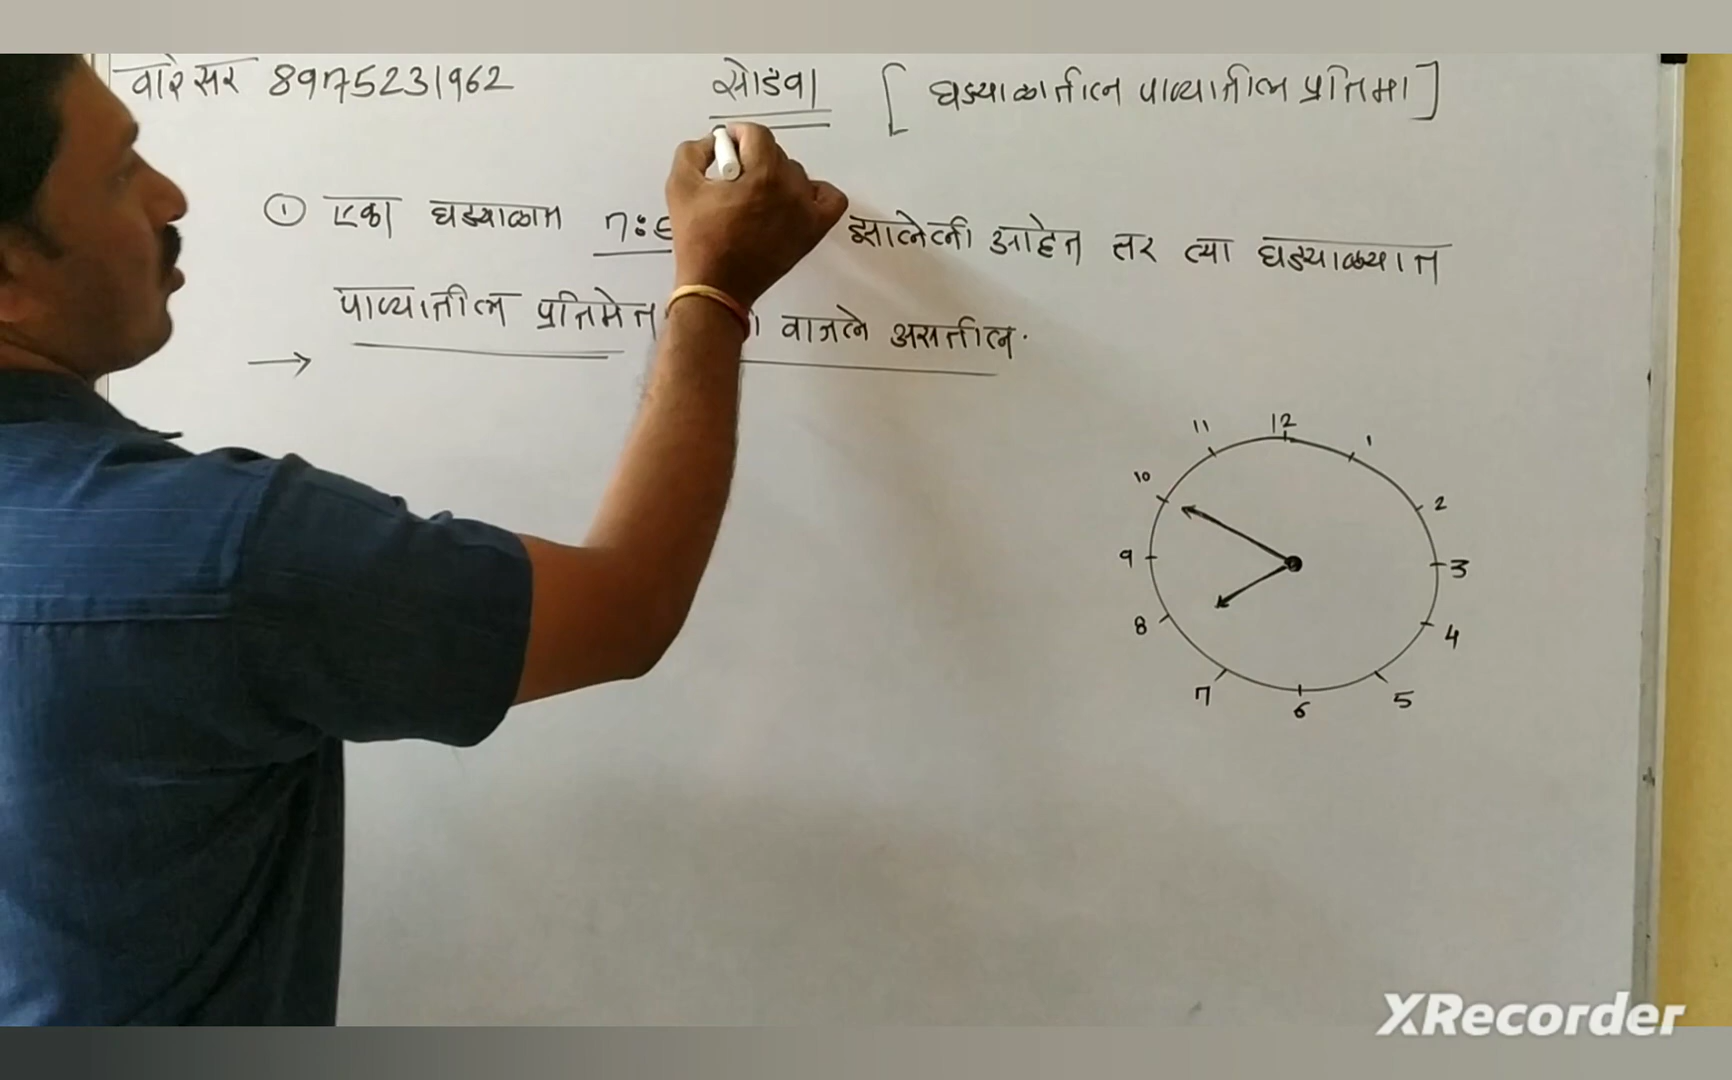 वारे सर 8975231962 सोडवा [ घड्याळातील पाण्यातील प्रतिमा ]
① एका घड्याळात 7: झालेली आहेत तर त्या घड्याळ्यात
पाण्यातील प्रतिमेत वाजले असतील.
→
12
11 1
10 2
9 3
8 4
7 5
6
XRecorder